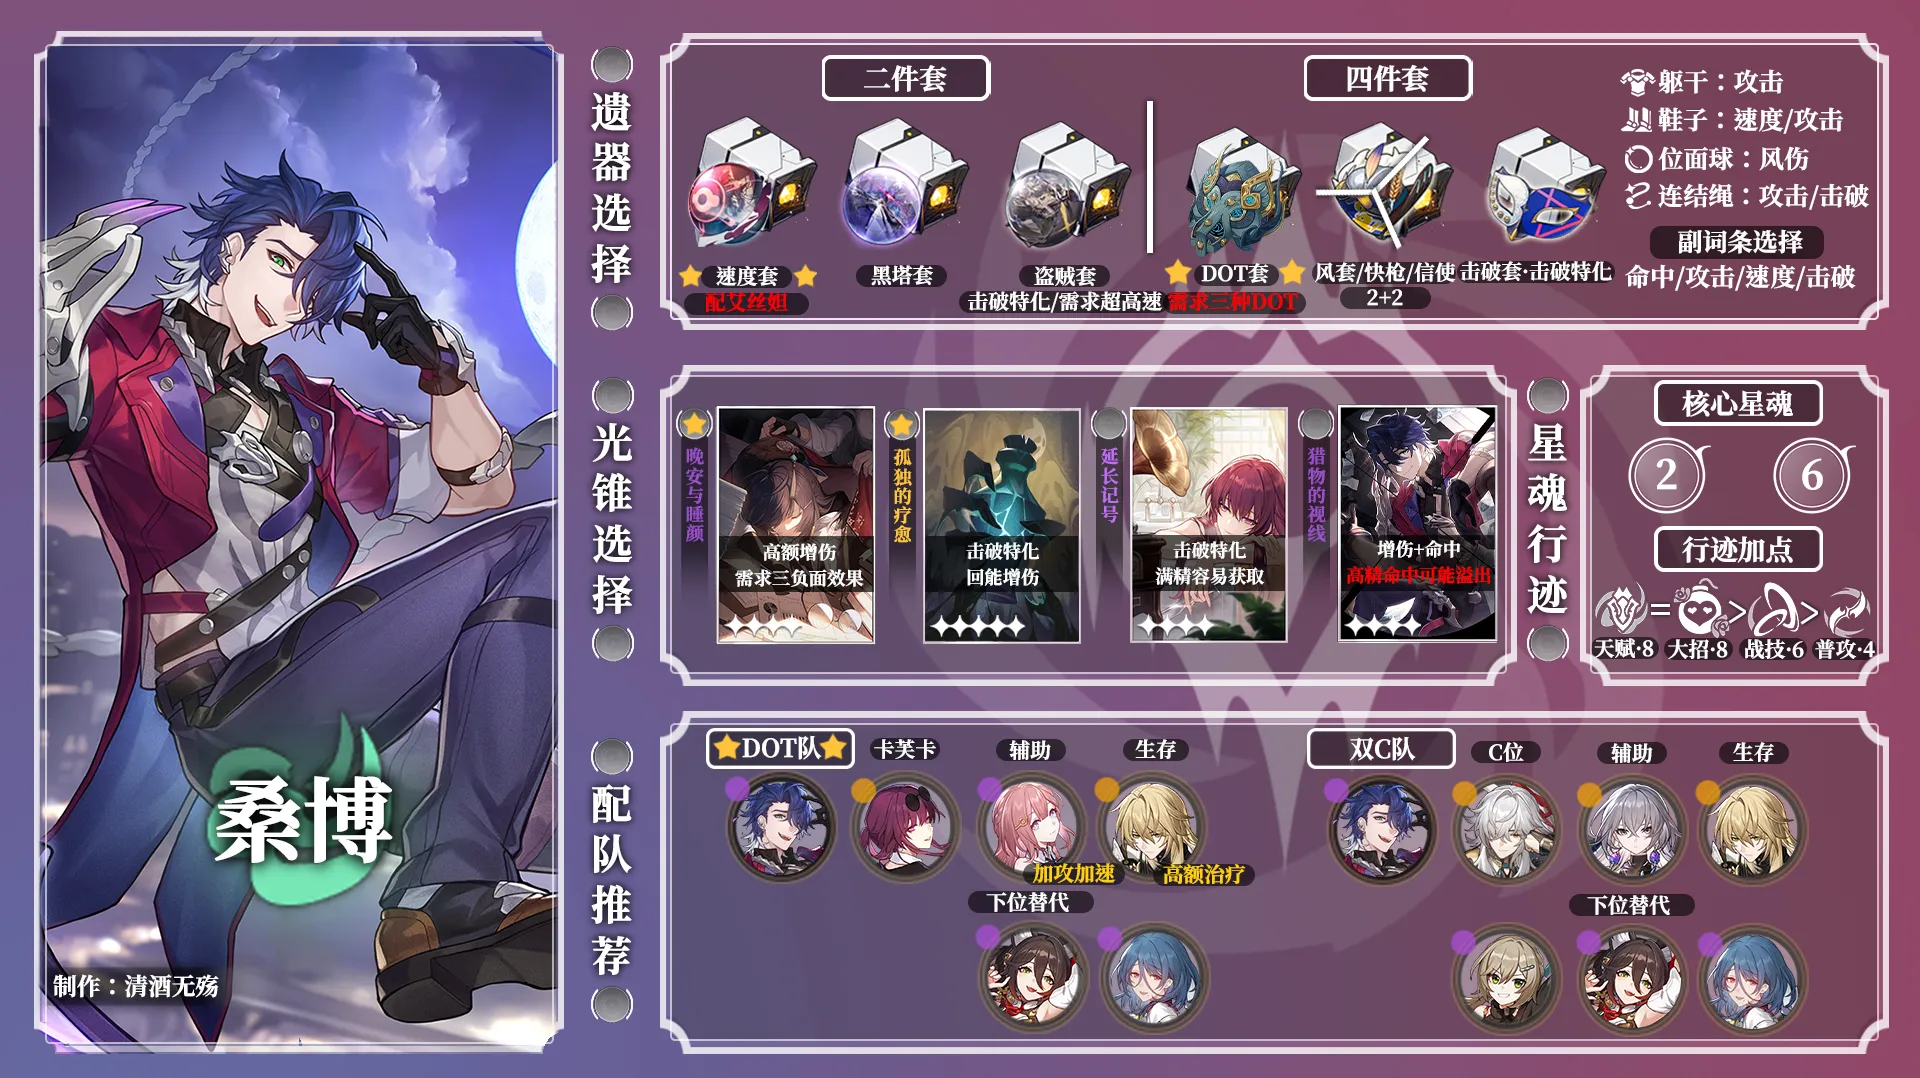 遗器选择
二件套
四件套
速度套
配艾丝妲
黑塔套
盗贼套
击破特化/需求超高速
DOT套
需求三种DOT
风套/快枪/信使
2+2
击破套·击破特化
躯干：攻击
鞋子：速度/攻击
位面球：风伤
连结绳：攻击/击破
副词条选择
命中/攻击/速度/击破
光锥选择
晚安与睡颜
高额增伤
需求三负面效果
孤独的疗愈
击破特化
回能增伤
延长记号
击破特化
满精容易获取
猎物的视线
增伤+命中
高精命中可能溢出
星魂行迹
核心星魂
2
6
行迹加点
=
>
>
天赋·8
大招·8
战技·6
普攻·4
配队推荐
DOT队
卡芙卡
辅助
生存
加攻加速
高额治疗
下位替代
双C队
C位
辅助
生存
下位替代
桑博
制作：清酒无殇